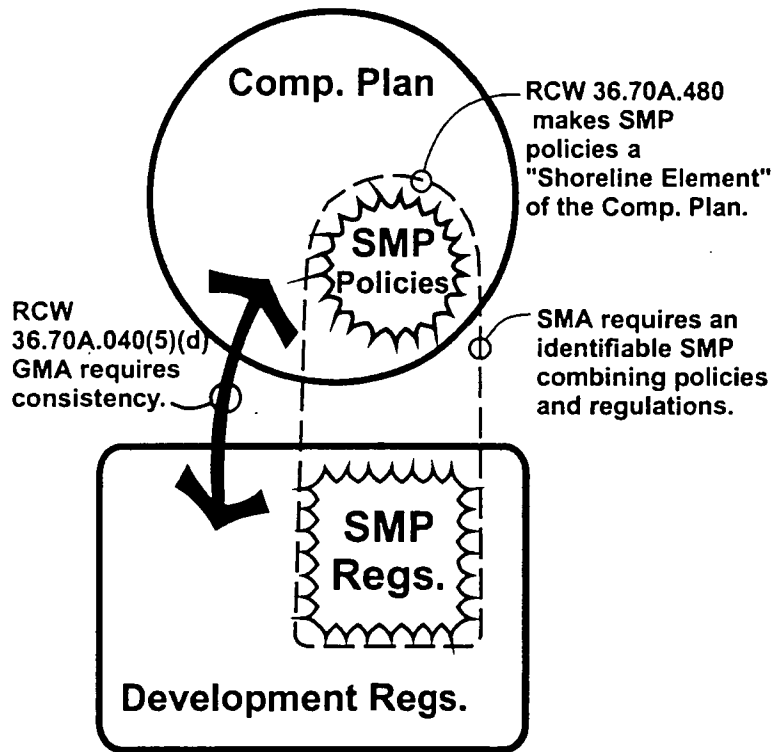 Comp. Plan
RCW 36.70A.480
makes SMP
policies a
"Shoreline Element"
of the Comp. Plan.
SMP
Policies
RCW
36.70A.040(5)(d)
GMA requires
consistency.
SMA requires an
identifiable SMP
combining policies
and regulations.
SMP
Regs.
Development Regs.